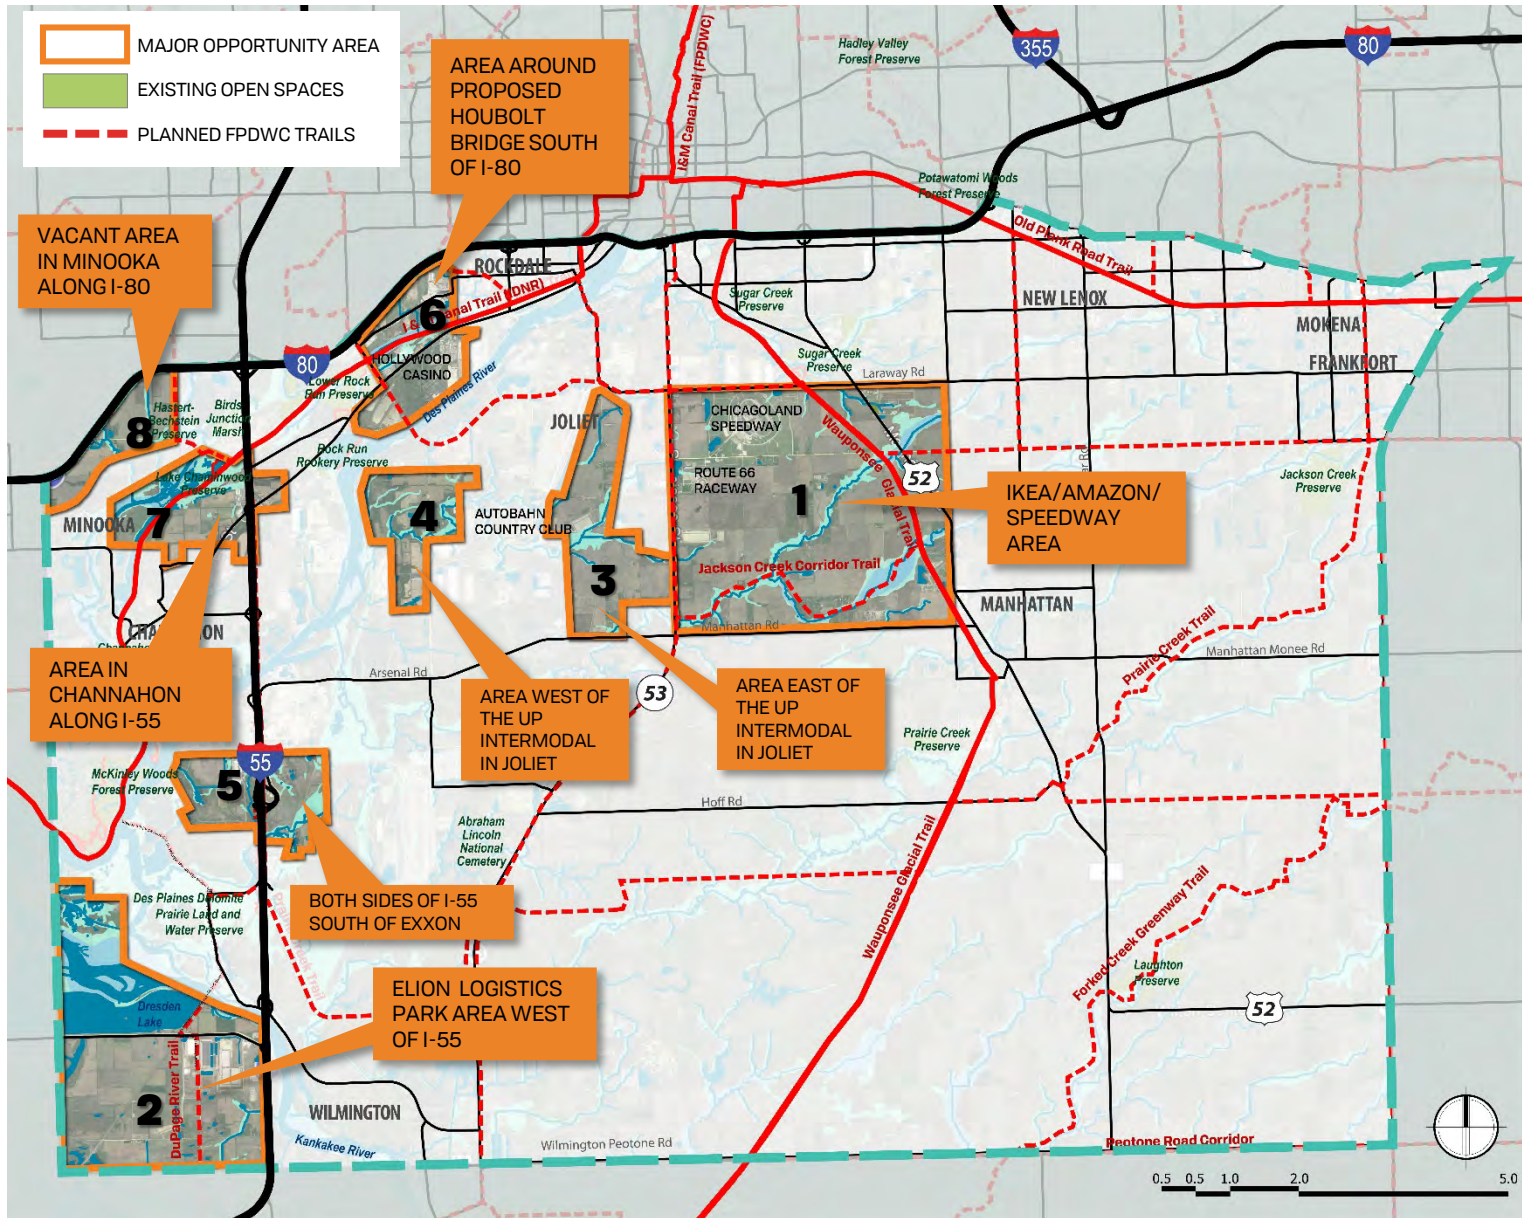 MAJOR OPPORTUNITY AREA
EXISTING OPEN SPACES
PLANNED FPDWC TRAILS
AREA AROUND
PROPOSED
HOUBOLT
BRIDGE SOUTH
OF I-80
I&M Canal Trail (FPDWC)
Hadley Valley
Forest Preserve
355
80
Potawatomi Woods
Forest Preserve
Old Plank Road Trail
VACANT AREA
IN MINOOKA
ALONG I-80
ROCKDALE
6
HOLLYWOOD
CASINO
Des Plaines River
80
Lower Rock
Run Preserve
Sugar Creek
Preserve
Sugar Creek
Preserve
Laraway Rd
NEW LENOX
MOKENA
FRANKFORT
8
Hastert-
Bechstein
Preserve
Birds
Junction
Marsh
Rock Run
Rookery Preserve
Lake Chaminwood
Preserve
MINOOKA
7
JOLIET
4
AUTOBAHN
COUNTRY CLUB
3
CHICAGOLAND
SPEEDWAY
ROUTE 66
RACEWAY
1
Wauponsee Glacial Trail
52
IKEA/AMAZON/
SPEEDWAY
AREA
Jackson Creek
Preserve
Jackson Creek Corridor Trail
Manhattan Rd
MANHATTAN
Manhattan Monee Rd
Prairie Creek Trail
AREA IN
CHANNAHON
ALONG I-55
Arsenal Rd
AREA WEST OF
THE UP
INTERMODAL
IN JOLIET
53
AREA EAST OF
THE UP
INTERMODAL
IN JOLIET
Prairie Creek
Preserve
55
5
McKinley Woods
Forest Preserve
Hoff Rd
Abraham
Lincoln
National
Cemetery
Wauponsee Glacial Trail
BOTH SIDES OF I-55
SOUTH OF EXXON
Des Plaines Dolomite
Prairie Land and
Water Preserve
Forked Creek Greenway Trail
Laughton
Preserve
52
ELION LOGISTICS
PARK AREA WEST
OF I-55
Dresden
Lake
2
DuPage River Trail
WILMINGTON
Kankakee River
Wilmington Peotone Rd
Peotone Road Corridor
0.5 0.5 1.0 2.0 5.0